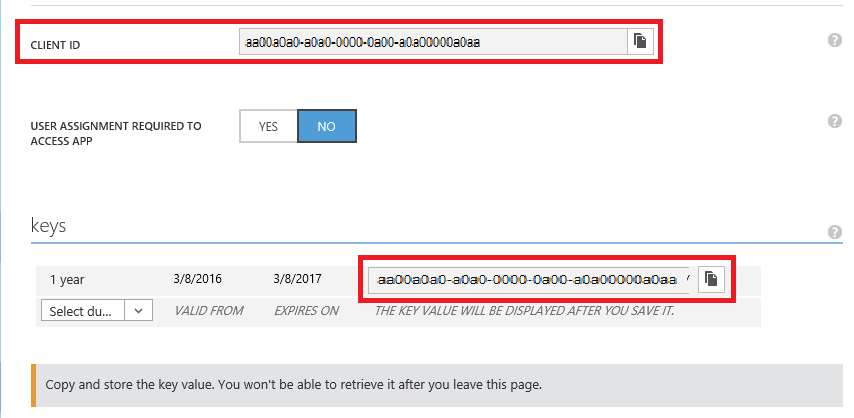 CLIENT ID
aa00a0a0-a0a0-0000-0a00-a0a00000a0aa
?
USER ASSIGNMENT REQUIRED TO
ACCESS APP
YES
NO
?
keys
?
1 year
3/8/2016
3/8/2017
aa00a0a0-a0a0-0000-0a00-a0a00000a0aa
Select du...
VALID FROM
EXPIRES ON
THE KEY VALUE WILL BE DISPLAYED AFTER YOU SAVE IT.
Copy and store the key value. You won't be able to retrieve it after you leave this page.